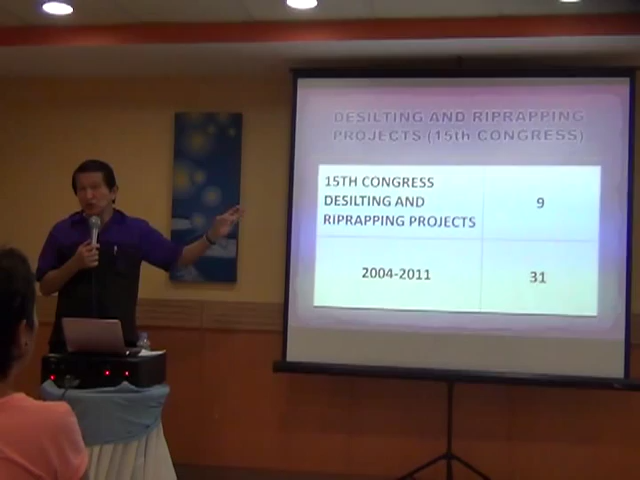 DESILTING AND RIPRAPPING
PROJECTS (15th CONGRESS)
15TH CONGRESS
DESILTING AND
RIPRAPPING PROJECTS
9
2004-2011
31